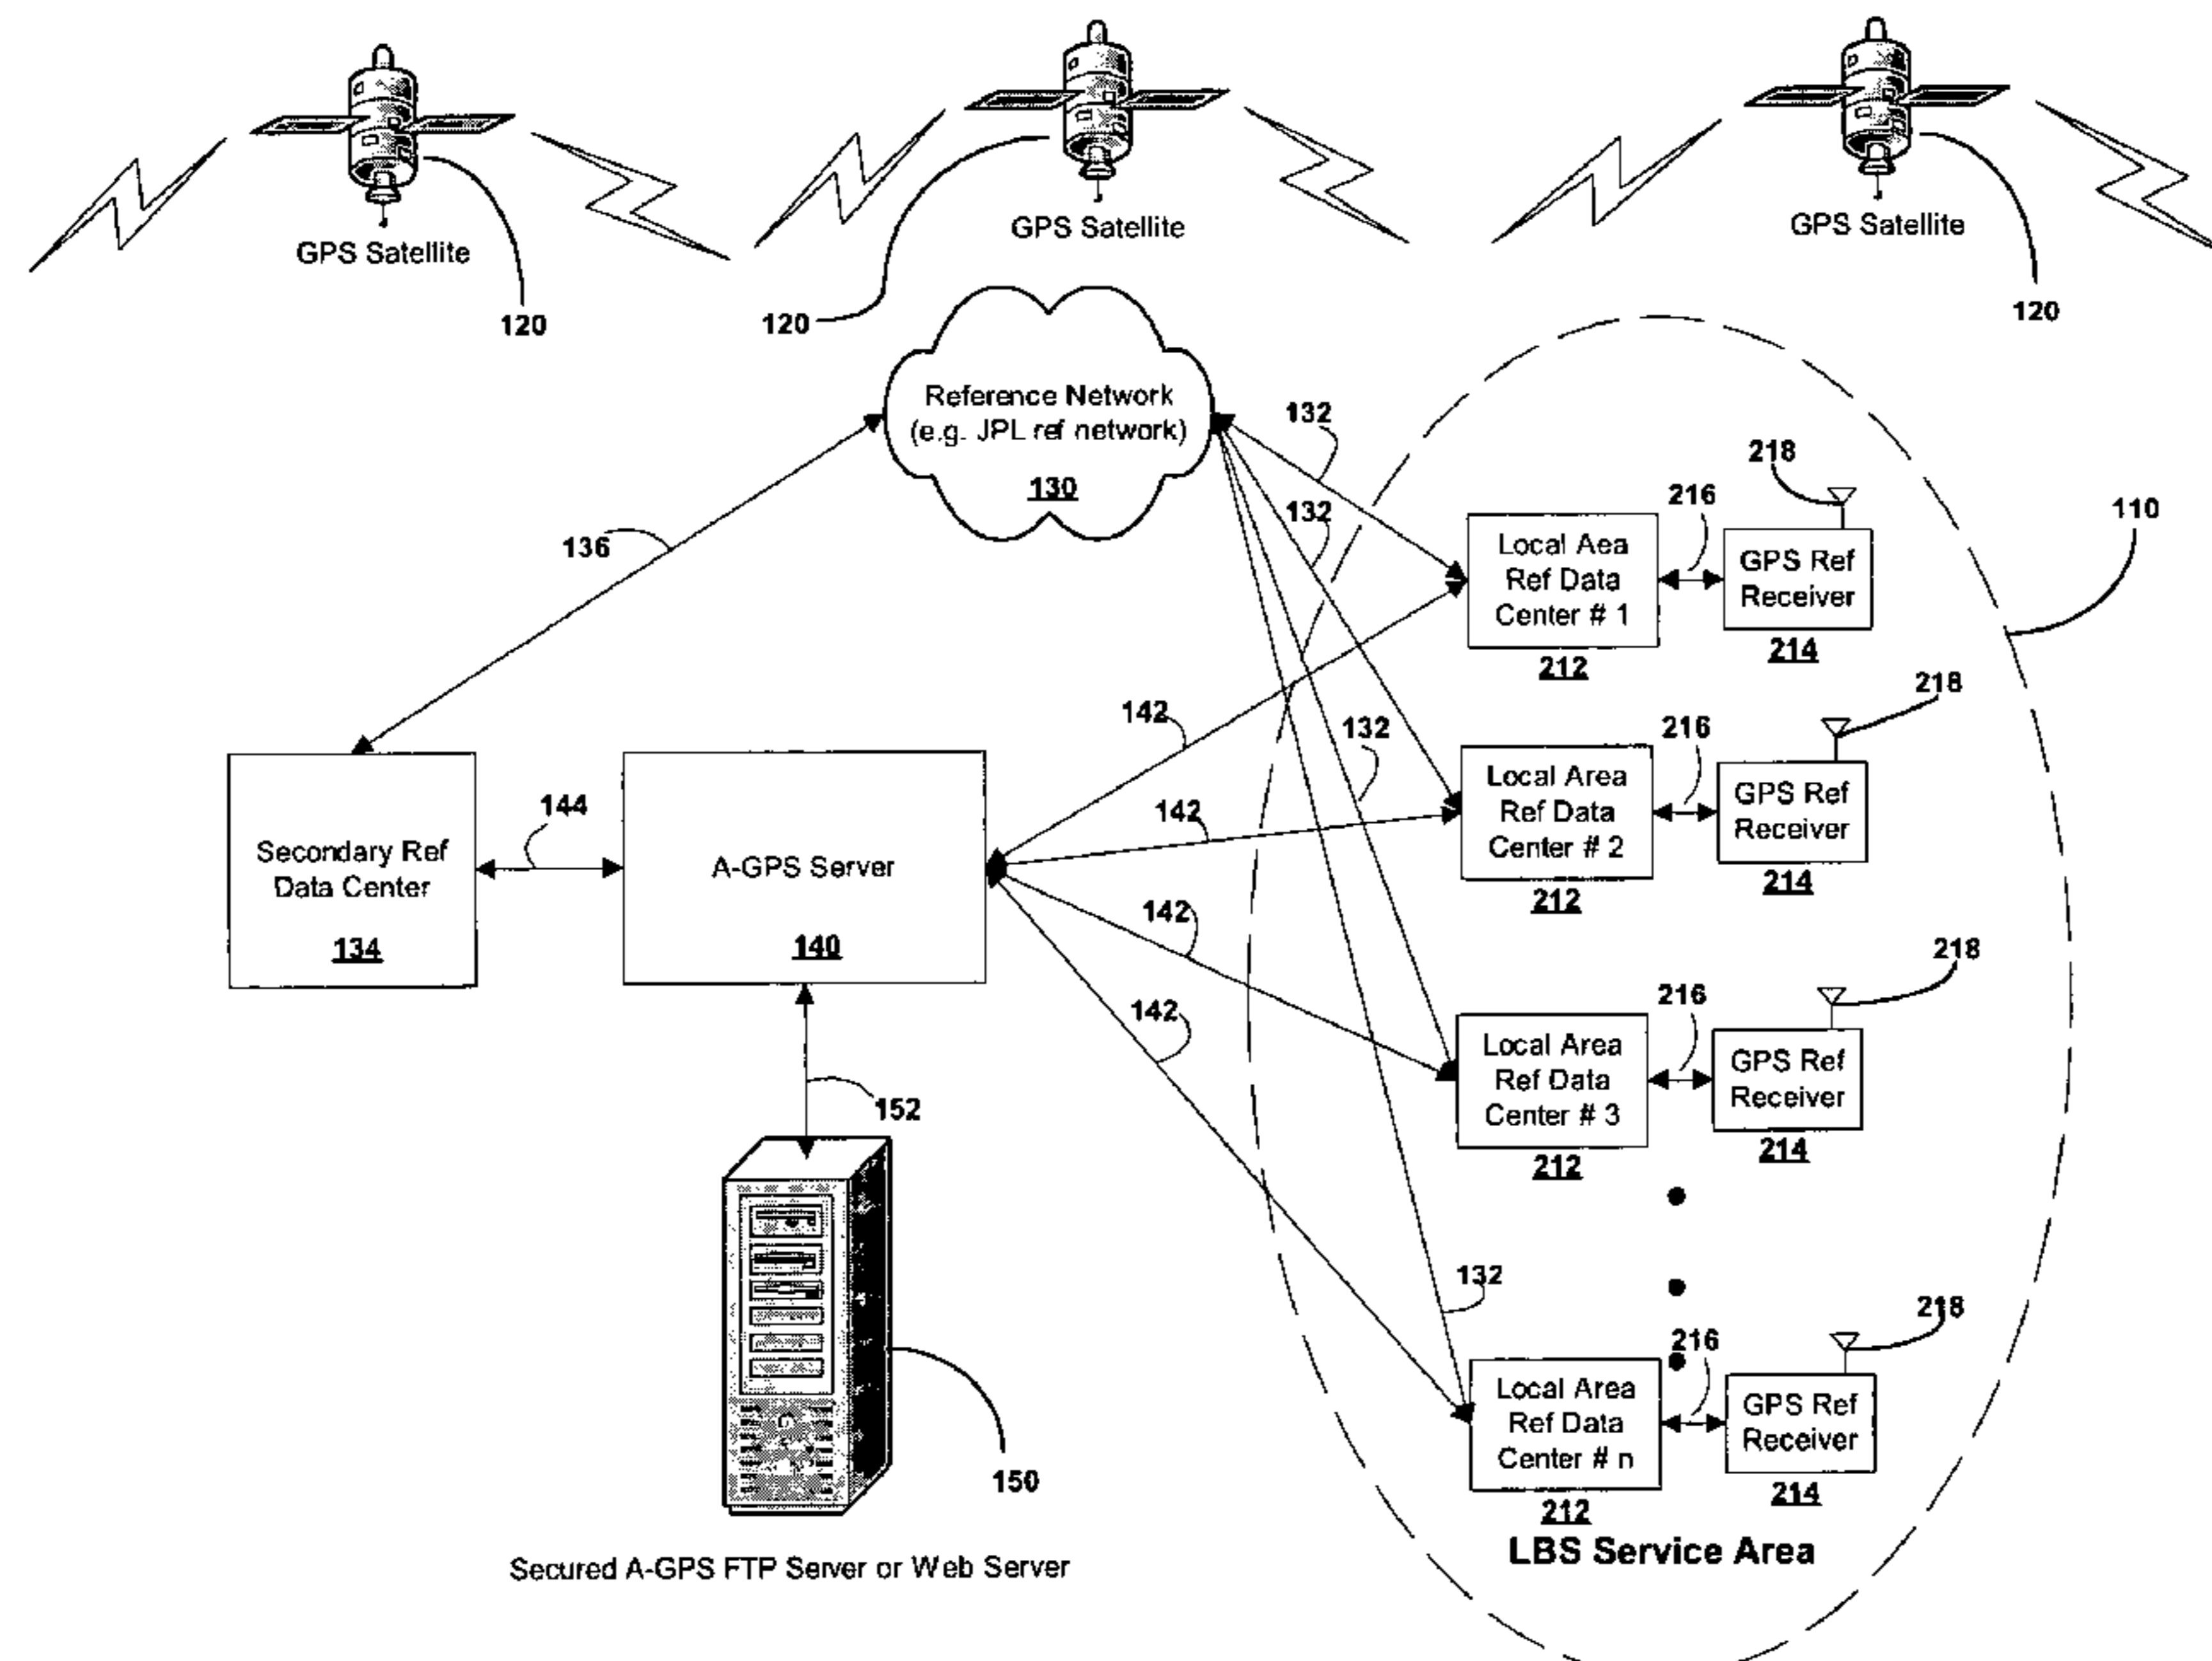 GPS Satellite
120
GPS Satellite
120
GPS Satellite
120
Reference Network
(e.g. JPL ref network)
130
132
132
132
132
136
110
Local Aea
Ref Data
Center # 1
212
216
GPS Ref
Receiver
214
218
Local Area
Ref Data
Center # 2
212
216
GPS Ref
Receiver
214
218
Local Area
Ref Data
Center # 3
212
216
GPS Ref
Receiver
214
218
Local Area
Ref Data
Center # n
212
216
GPS Ref
Receiver
214
218
LBS Service Area
142
142
142
142
Secondary Ref
Data Center
134
144
A-GPS Server
140
152
150
Secured A-GPS FTP Server or Web Server